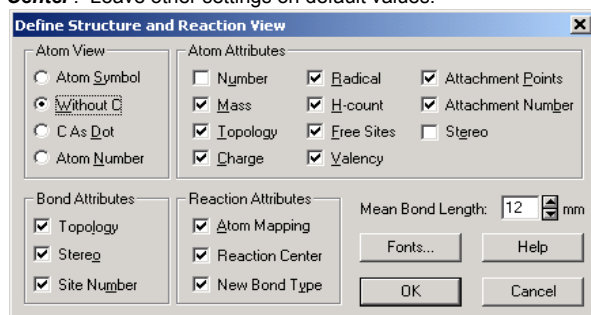 Center . Leave other settings on default values.
Define Structure and Reaction View
Atom View
Atom Symbol
Without C
C As Dot
Atom Number
Atom Attributes
Number
Mass
Topology
Charge
Radical
H-count
Free Sites
Valency
Attachment Points
Attachment Number
Stereo
Bond Attributes
Topology
Stereo
Site Number
Reaction Attributes
Atom Mapping
Reaction Center
New Bond Type
Mean Bond Length: 12 mm
Fonts... Help
OK Cancel